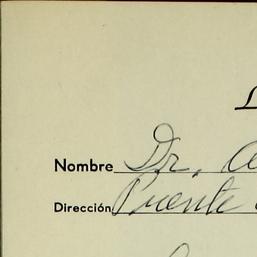 Nombre Dr. A
Dirección Puente